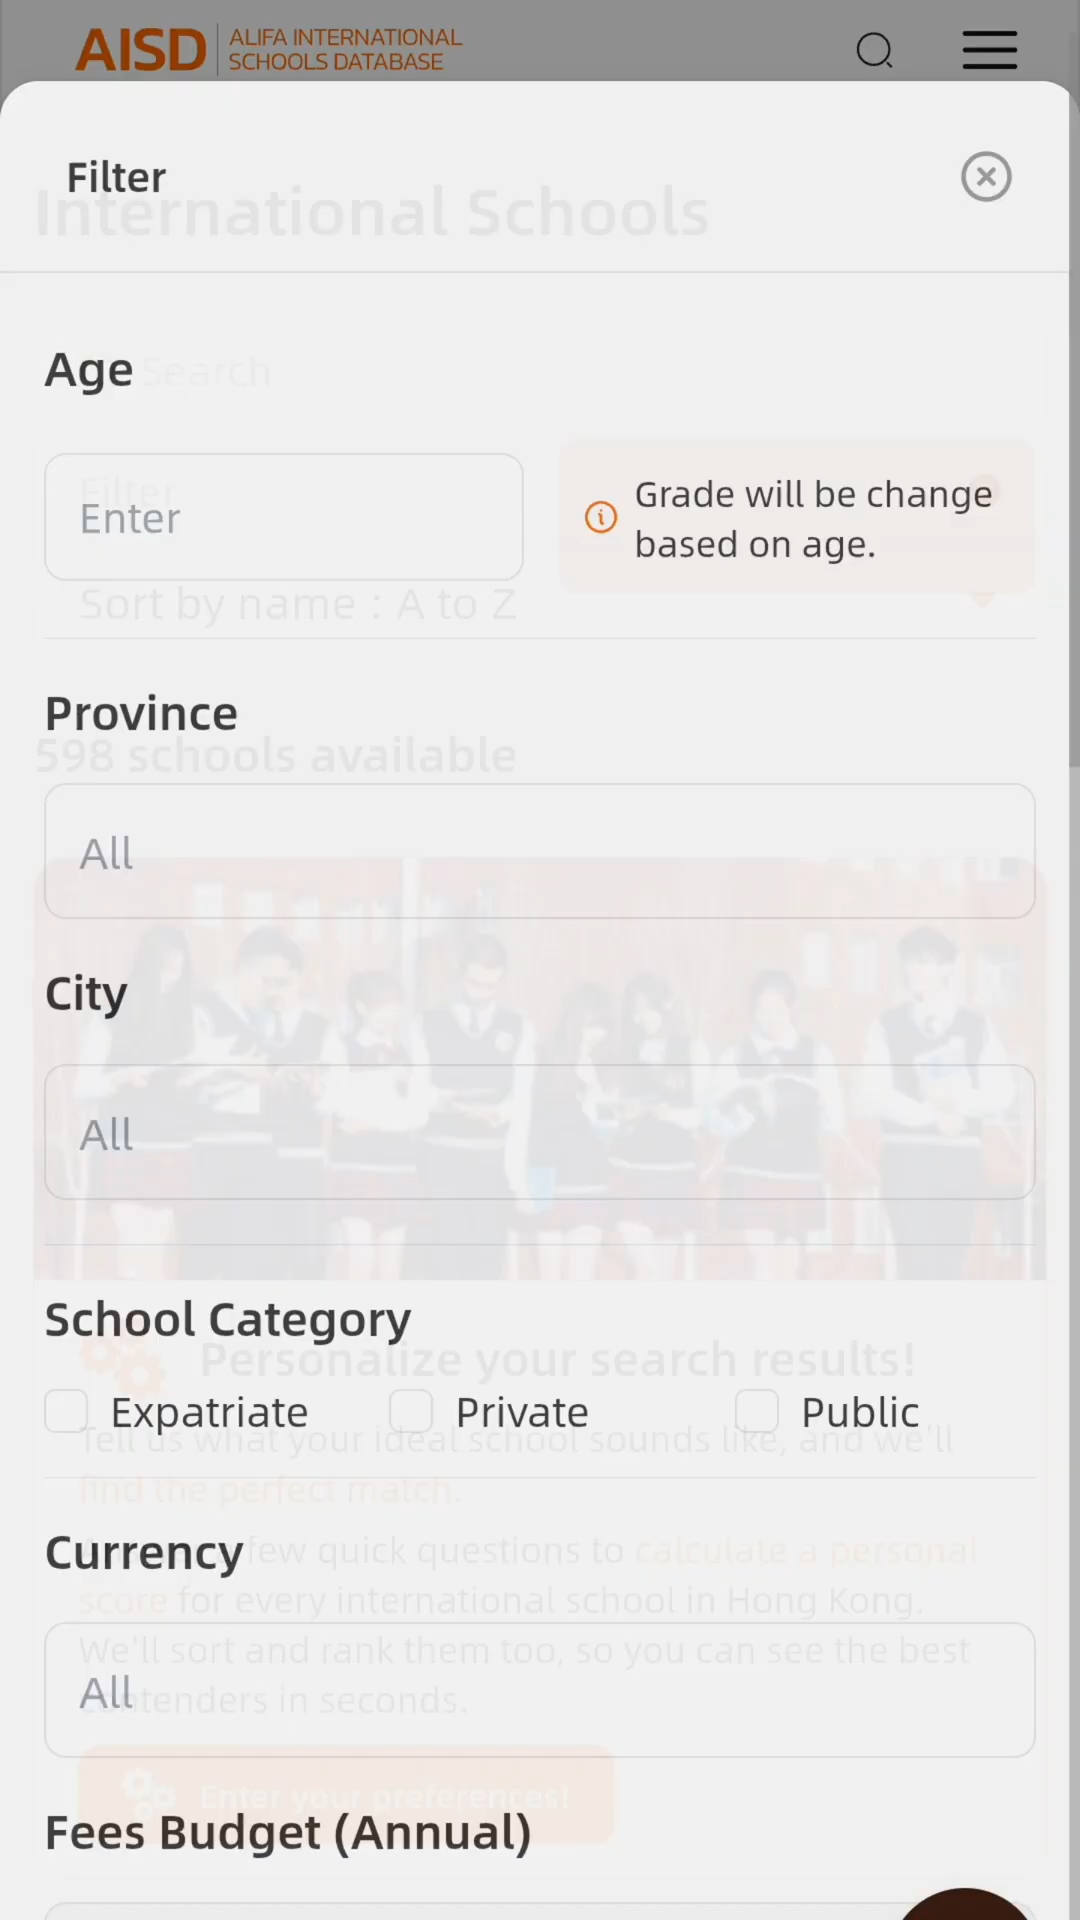 AISD
ALIFA INTERNATIONAL
SCHOOLS DATABASE
Filter
International Schools
Age
Search
Filter
Enter
Grade will be change
based on age.
Sort by name : A to Z
Province
598 schools available
All
City
All
School Category
Personalize your search results!
Expatriate
Private
Public
Tell us what your ideal school sounds like, and we'll
find the perfect match.
Currency
few quick questions to calculate a personal
score for every international school in Hong Kong.
We'll sort and rank them too, so you can see the best
All
contenders in seconds.
Enter your preferences!
Fees Budget (Annual)